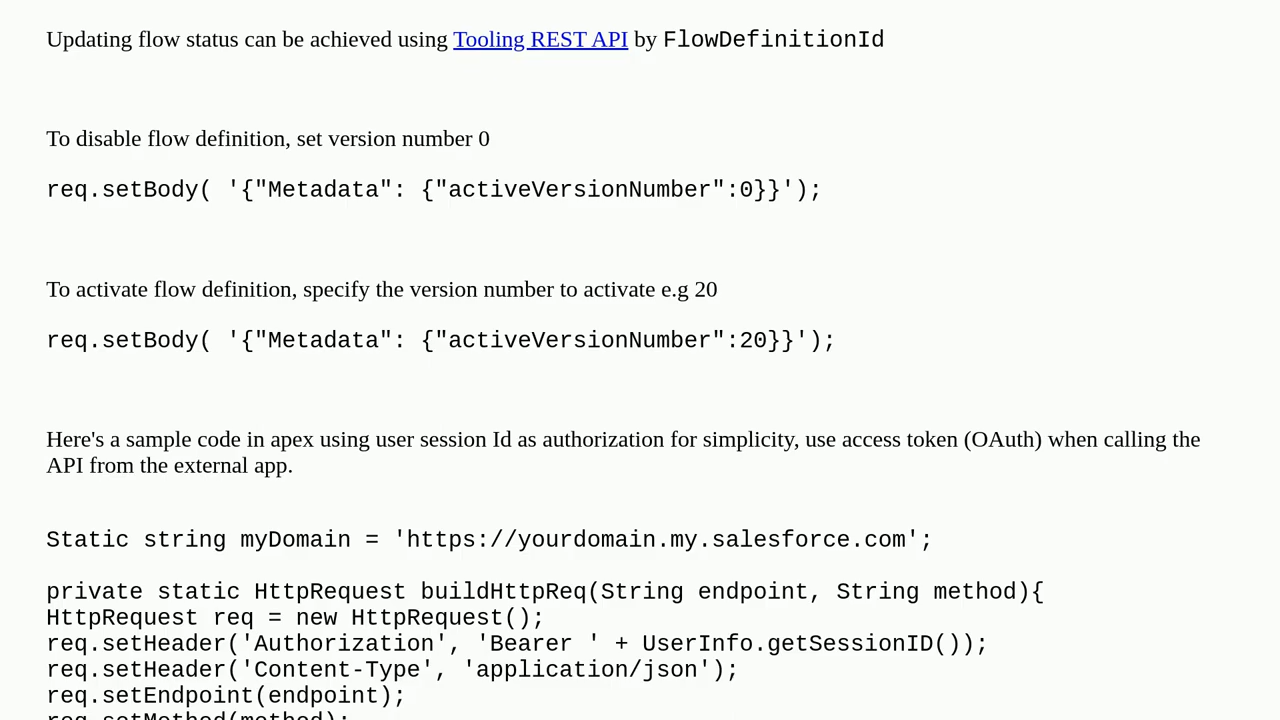 Updating flow status can be achieved using Tooling REST API by FlowDefinitionId
To disable flow definition, set version number 0
req.setBody( '{"Metadata": {"activeVersionNumber":0}}');
To activate flow definition, specify the version number to activate e.g 20
req.setBody( '{"Metadata": {"activeVersionNumber":20}}');
Here's a sample code in apex using user session Id as authorization for simplicity, use access token (OAuth) when calling the
API from the external app.
Static string myDomain = 'https://yourdomain.my.salesforce.com';
private static HttpRequest buildHttpReq(String endpoint, String method){
HttpRequest req = new HttpRequest();
req.setHeader('Authorization', 'Bearer ' + UserInfo.getSessionID());
req.setHeader('Content-Type', 'application/json');
req.setEndpoint(endpoint);
req.setMethod(method);